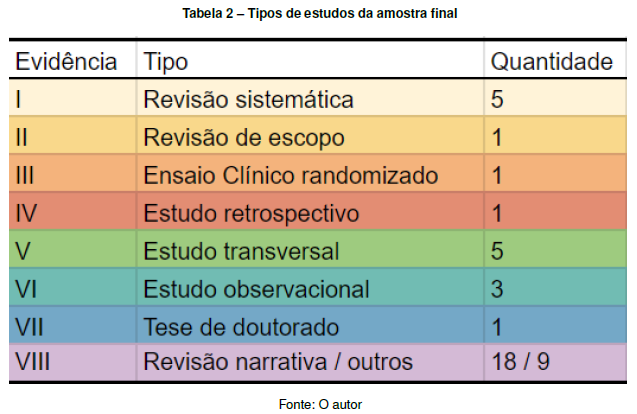 Tabela 2 – Tipos de estudos da amostra final
Evidência Tipo Quantidade
I Revisão sistemática 5
II Revisão de escopo 1
III Ensaio Clínico randomizado 1
IV Estudo retrospectivo 1
V Estudo transversal 5
VI Estudo observacional 3
VII Tese de doutorado 1
VIII Revisão narrativa / outros 18 / 9
Fonte: O autor